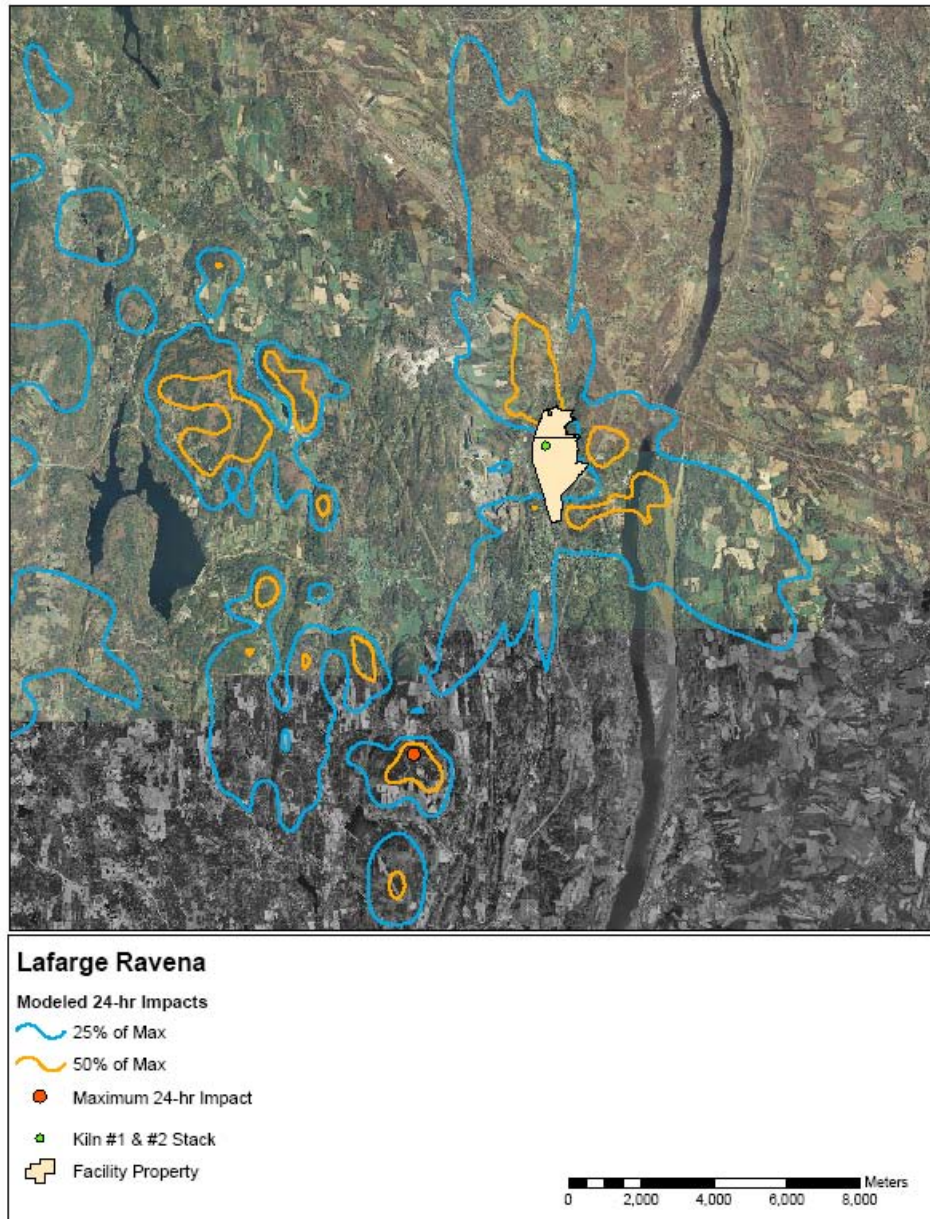 Lafarge Ravena
Modeled 24-hr Impacts
25% of Max
50% of Max
Maximum 24-hr Impact
Kiln #1 & #2 Stack
Facility Property
Meters
0 2,000 4,000 6,000 8,000